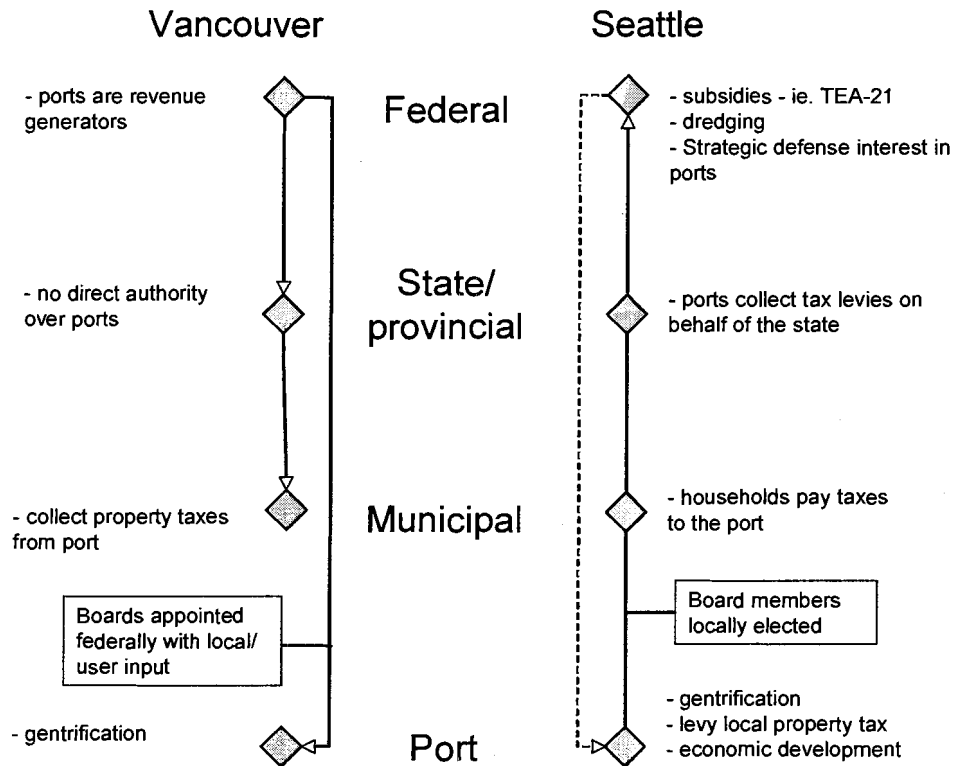 Vancouver
Seattle
- ports are revenue
generators
Federal
- subsidies - ie. TEA-21
- dredging
- Strategic defense interest in
ports
- no direct authority
over ports
State/
provincial
- ports collect tax levies on
behalf of the state
- collect property taxes
from port
Municipal
- households pay taxes
to the port
Boards appointed
federally with local/
user input
Board members
locally elected
- gentrification
Port
- gentrification
- levy local property tax
- economic development